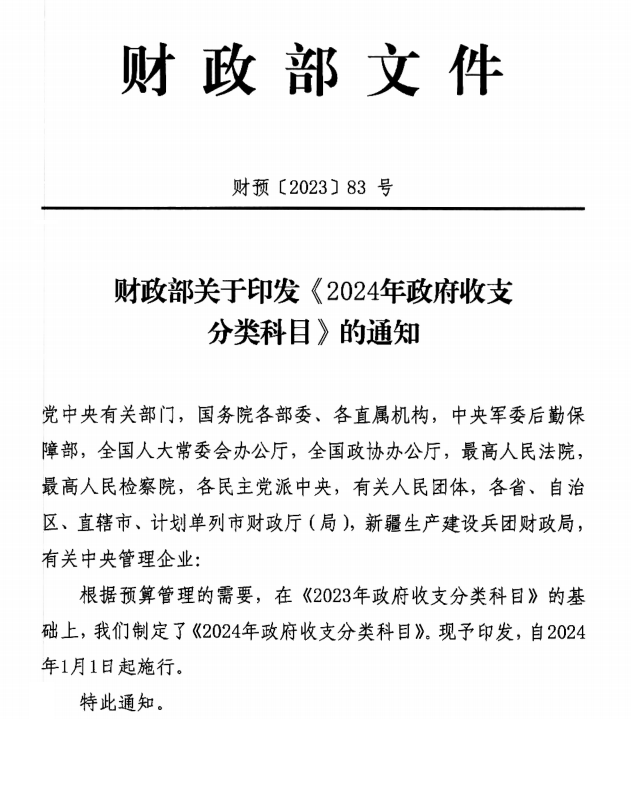 财政部文件
财预〔2023〕83 号
财政部关于印发《2024年政府收支
分类科目》的通知
党中央有关部门，国务院各部委、各直属机构，中央军委后勤保
障部，全国人大常委会办公厅，全国政协办公厅，最高人民法院，
最高人民检察院，各民主党派中央，有关人民团体，各省、自治
区、直辖市、计划单列市财政厅（局），新疆生产建设兵团财政局，
有关中央管理企业：
根据预算管理的需要，在《2023年政府收支分类科目》的基
础上，我们制定了《2024年政府收支分类科目》。现予印发，自2024
年1月1日起施行。
特此通知。